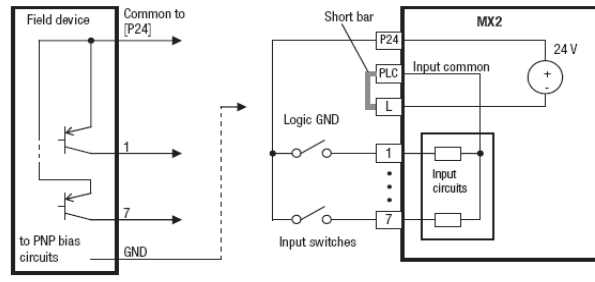 Field device
Common to
[P24]
1
7
to PNP bias
circuits
GND
Short bar
MX2
P24
24 V
PLC
Input common
+
-
L
Logic GND
1
Input
circuits
7
Input switches